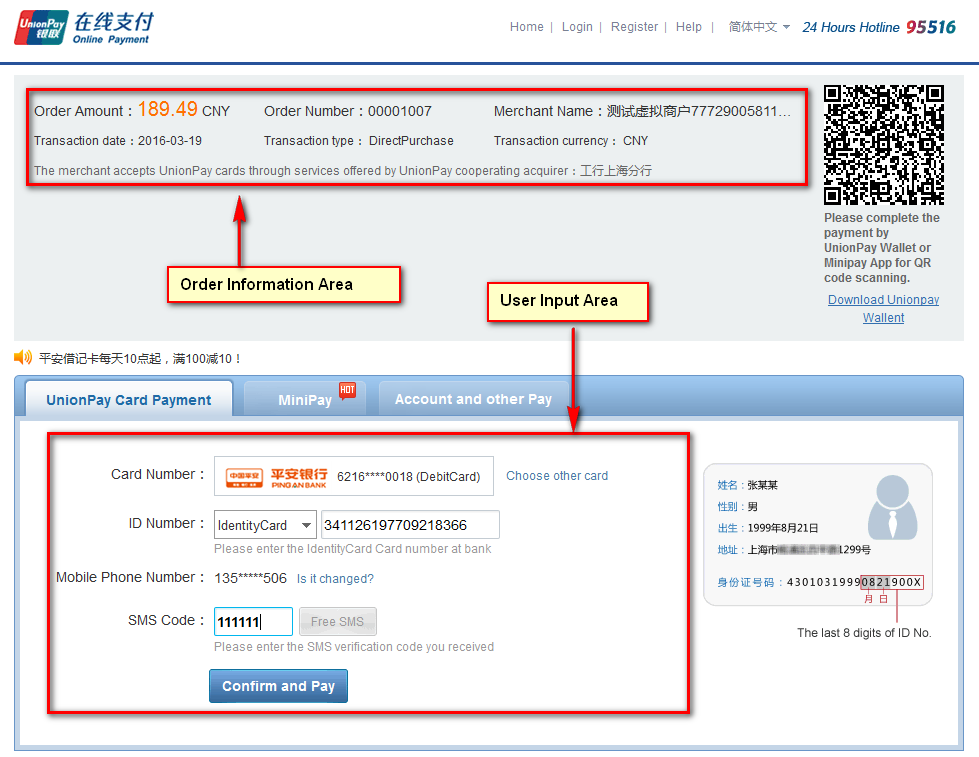 UnionPay 银联 在线支付
Online Payment
Home | Login | Register | Help | 简体中文 24 Hours Hotline 95516
Order Amount : 189.49 CNY Order Number : 00001007 Merchant Name : 测试虚拟商户77729005811...
Transaction date : 2016-03-19 Transaction type : DirectPurchase Transaction currency : CNY
The merchant accepts UnionPay cards through services offered by UnionPay cooperating acquirer : 工行上海分行
Please complete the
payment by
UnionPay Wallet or
Minipay App for QR
code scanning.
Download Unionpay
Wallent
Order Information Area
User Input Area
平安借记卡每天10点起，满100减10！
UnionPay Card Payment MiniPay HOT Account and other Pay
Card Number : 中国平安 平安银行 PINGAN BANK 6216****0018 (DebitCard) Choose other card
ID Number : IdentityCard 341126197709218366
Please enter the IdentityCard Card number at bank
Mobile Phone Number : 135*****506 Is it changed?
SMS Code : 111111 Free SMS
Please enter the SMS verification code you received
Confirm and Pay
姓名：张某某
性别：男
出生：1999年8月21日
地址：上海市 1299号
身份证号码：43010319990821900X
月 日
The last 8 digits of ID No.